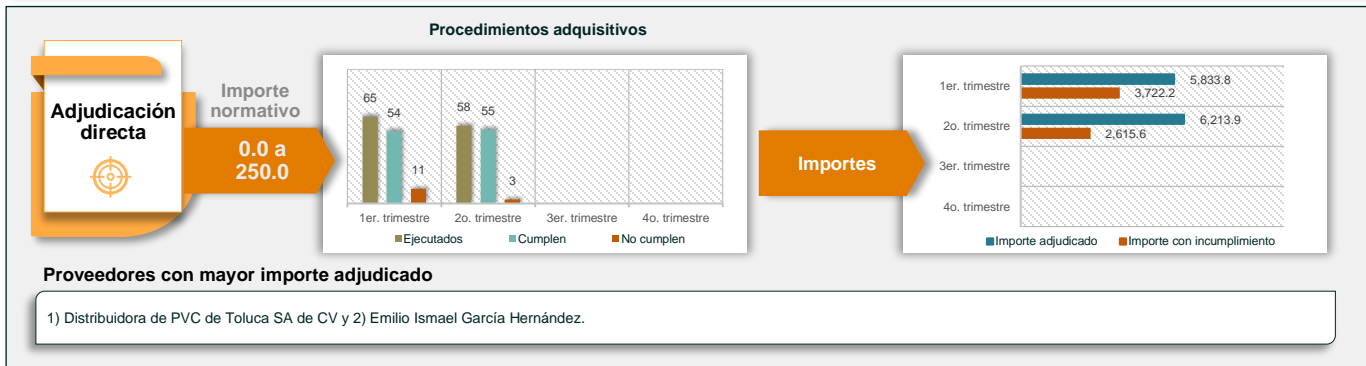 Procedimientos adquisitivos
Adjudicación
directa
Importe
normativo
0.0 a
250.0
65
54
11
58
55
3
1er. trimestre
2o. trimestre
3er. trimestre
4o. trimestre
Ejecutados
Cumplen
No cumplen
Importes
1er. trimestre
5,833.8
3,722.2
2o. trimestre
6,213.9
2,615.6
3er. trimestre
4o. trimestre
Importe adjudicado
Importe con incumplimiento
Proveedores con mayor importe adjudicado
1) Distribuidora de PVC de Toluca SA de CV y 2) Emilio Ismael García Hernández.